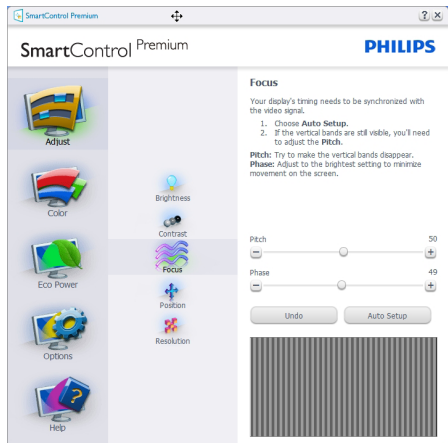 SmartControl Premium
? X
SmartControl Premium
PHILIPS
Adjust
Color
Eco Power
Options
Help
Brightness
Contrast
Focus
Position
Resolution
Focus
Your display's timing needs to be synchronized with
the video signal.
1. Choose Auto Setup.
2. If the vertical bands are still visible, you'll need
to adjust the Pitch.
Pitch: Try to make the vertical bands disappear.
Phase: Adjust to the brightest setting to minimize
movement on the screen.
Pitch 50
Phase 49
Undo Auto Setup